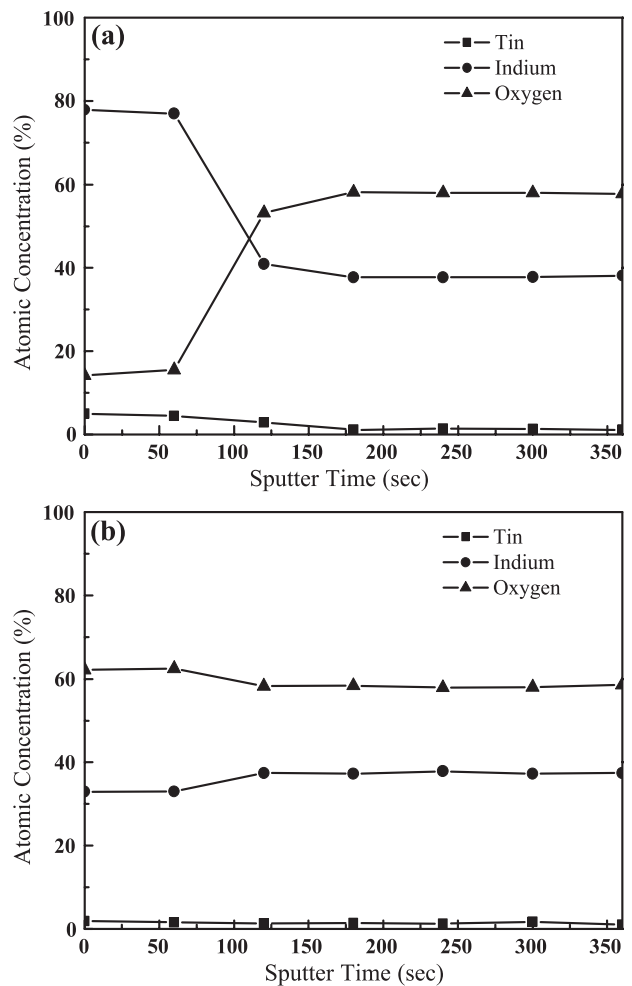 (a)
Tin
Indium
Oxygen
100
80
60
40
20
0
Atomic Concentration (%)
0 50 100 150 200 250 300 350
Sputter Time (sec)
(b)
Tin
Indium
Oxygen
100
80
60
40
20
0
Atomic Concentration (%)
0 50 100 150 200 250 300 350
Sputter Time (sec)